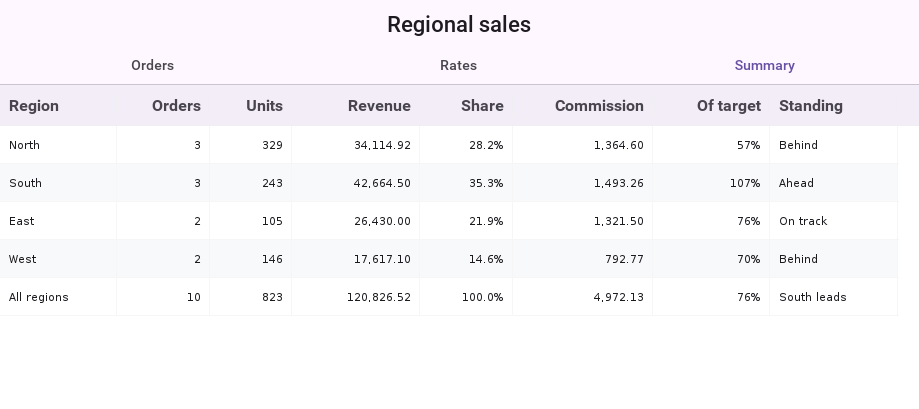 Regional sales
Orders Rates Summary
Region Orders Units Revenue Share Commission Of target Standing
North 3 329 34,114.92 28.2% 1,364.60 57% Behind
South 3 243 42,664.50 35.3% 1,493.26 107% Ahead
East 2 105 26,430.00 21.9% 1,321.50 76% On track
West 2 146 17,617.10 14.6% 792.77 70% Behind
All regions 10 823 120,826.52 100.0% 4,972.13 76% South leads